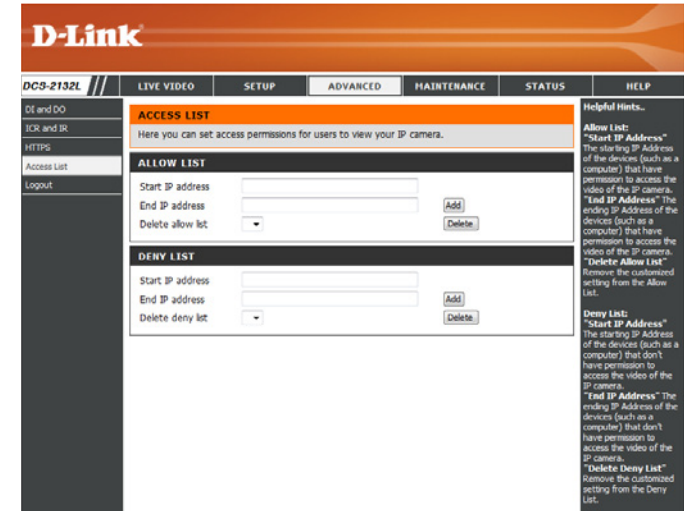 D-Link
DCS-2132L
LIVE VIDEO
SETUP
ADVANCED
MAINTENANCE
STATUS
HELP
DI and DO
ICR and IR
HTTPS
Access List
Logout
ACCESS LIST
Here you can set access permissions for users to view your IP camera.
ALLOW LIST
Start IP address
End IP address
Add
Delete allow list
Delete
DENY LIST
Start IP address
End IP address
Add
Delete deny list
Delete
Helpful Hints..
Allow List:
"Start IP Address"
The starting IP Address
of the devices (such as a
computer) that have
permission to access the
video of the IP camera.
"End IP Address" The
ending IP Address of the
devices (such as a
computer) that have
permission to access the
video of the IP camera.
"Delete Allow List"
Remove the customized
setting from the Allow
List.
Deny List:
"Start IP Address"
The starting IP Address
of the devices (such as a
computer) that don't
have permission to
access the video of the
IP camera.
"End IP Address" The
ending IP Address of the
devices (such as a
computer) that don't
have permission to
access the video of the
IP camera.
"Delete Deny List"
Remove the customized
setting from the Deny
List.